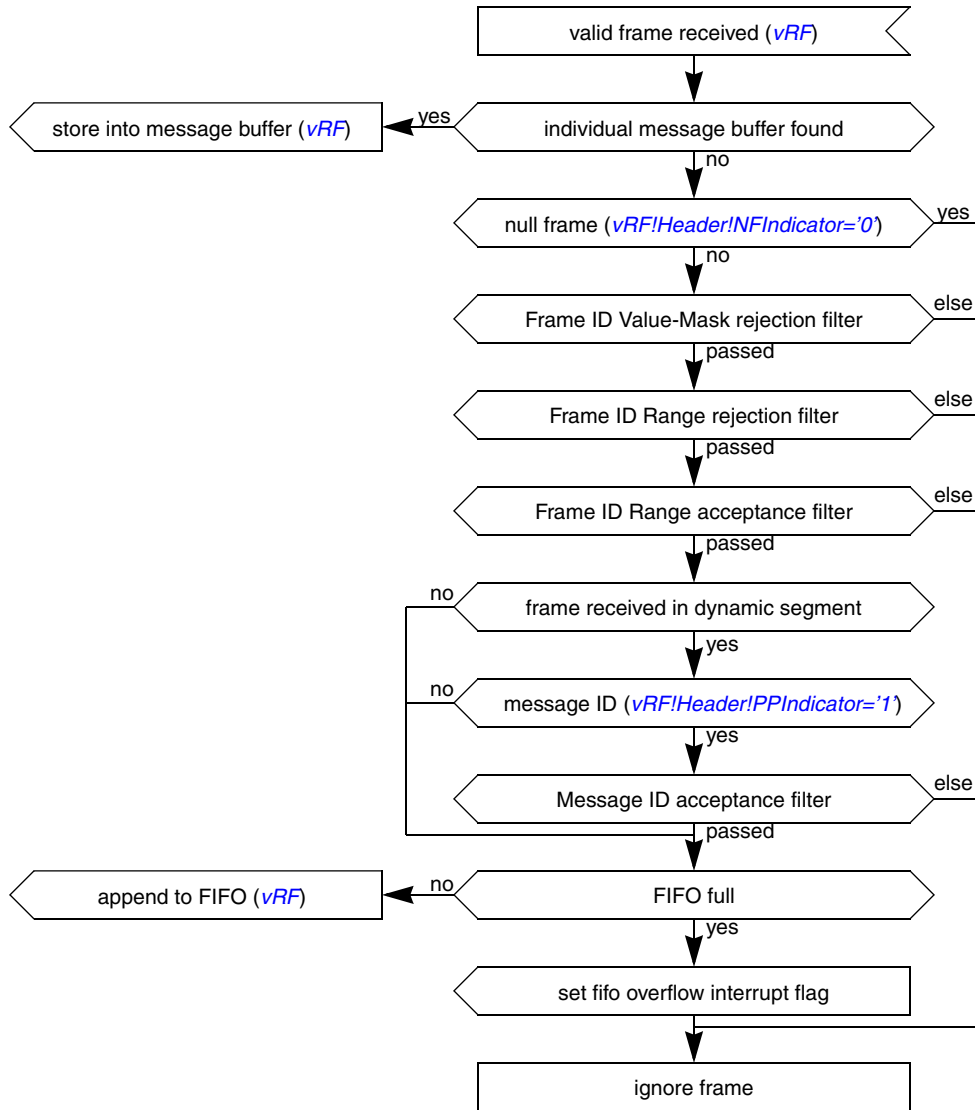 valid frame received (vRF)
store into message buffer (vRF)
yes
individual message buffer found
no
null frame (vRF!Header!NFIndicator='0')
yes
no
Frame ID Value-Mask rejection filter
else
passed
Frame ID Range rejection filter
else
passed
Frame ID Range acceptance filter
else
passed
no
frame received in dynamic segment
yes
no
message ID (vRF!Header!PPIndicator='1')
yes
Message ID acceptance filter
else
passed
append to FIFO (vRF)
no
FIFO full
yes
set fifo overflow interrupt flag
ignore frame